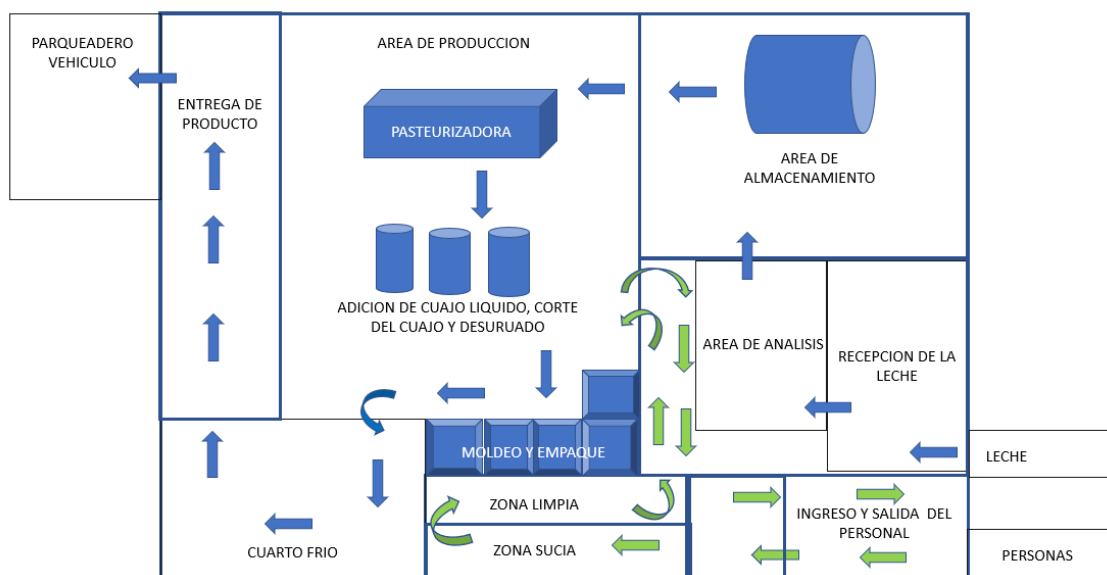 PARQUEADERO
VEHICULO
ENTREGA DE
PRODUCTO
AREA DE PRODUCCION
PASTEURIZADORA
ADICION DE CUAJO LIQUIDO, CORTE
DEL CUAJO Y DESURUADO
AREA DE
ALMACENAMIENTO
AREA DE ANALISIS
RECEPCION DE LA
LECHE
LECHE
MOLDEO Y EMPAQUE
ZONA LIMPIA
ZONA SUCIA
CUARTO FRIO
INGRESO Y SALIDA DEL
PERSONAL
PERSONAS